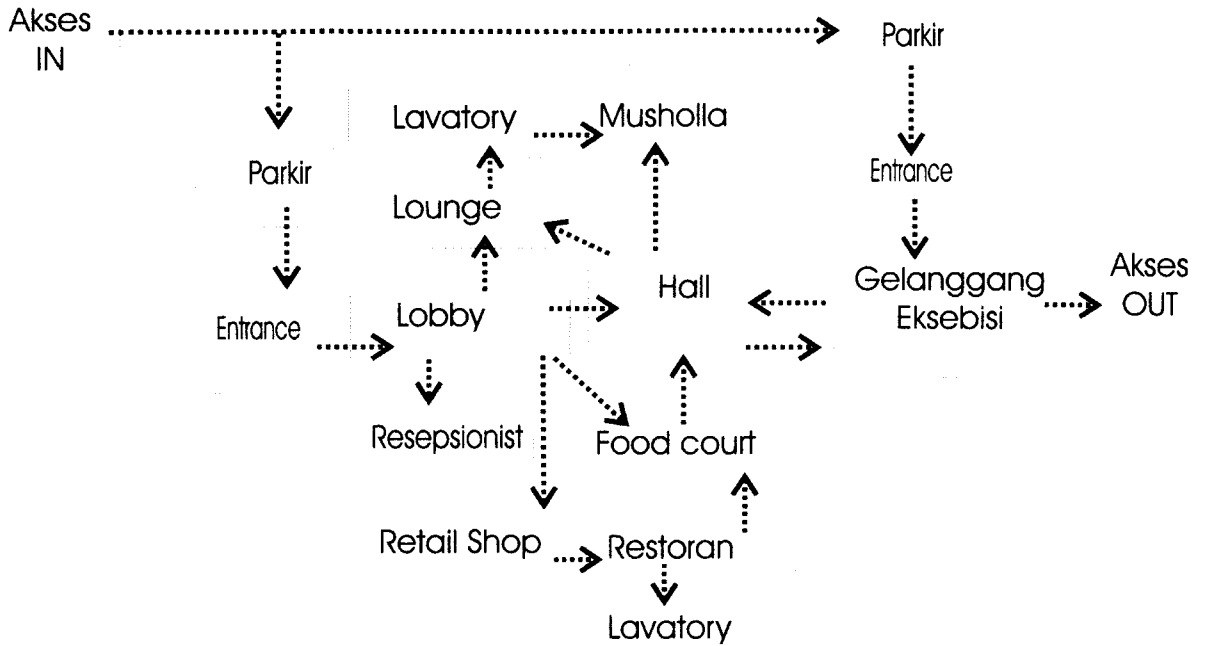 Akses
IN
Parkir
Lavatory
Musholla
Parkir
Entrance
Lounge
Hall
Gelanggang
Eksebisi
Akses
OUT
Entrance
Lobby
Resepsionist
Food court
Retail Shop
Restoran
Lavatory